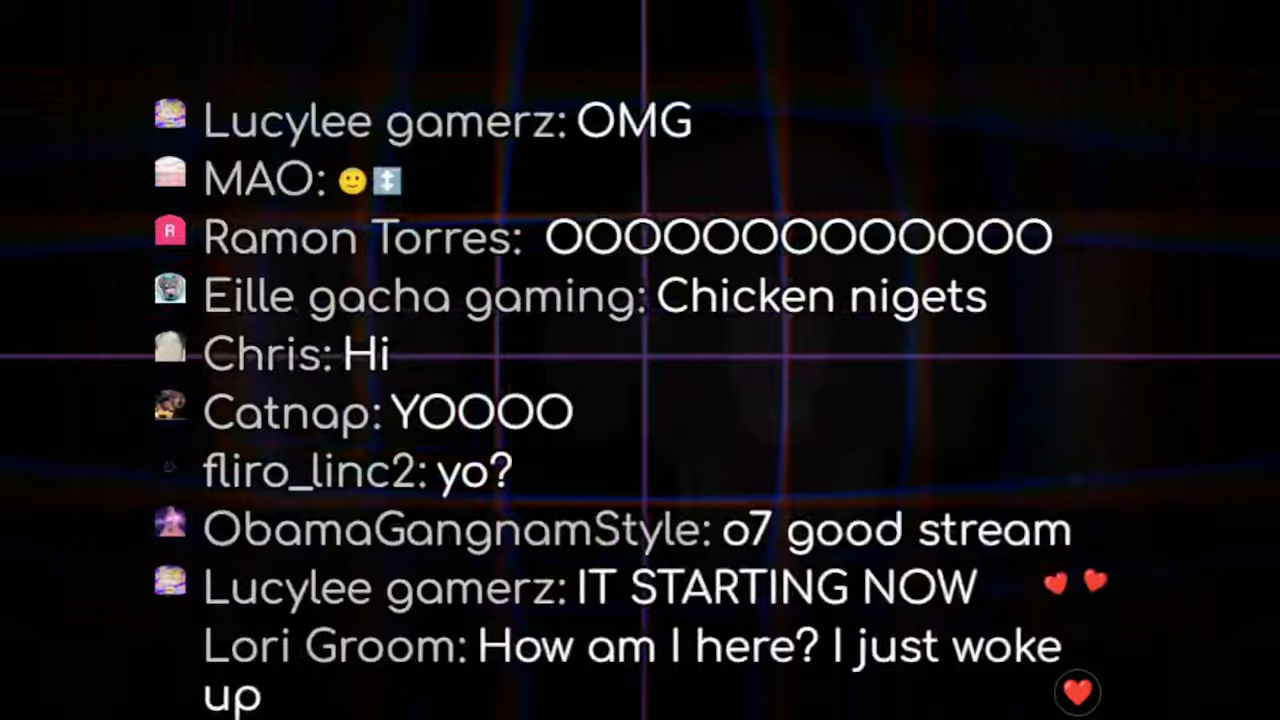 Lucylee gamerz: OMG
MAO: 🙂↕️
R
Ramon Torres: OOOOOOOOOOOOO
Eille gacha gaming: Chicken nigets
Chris: Hi
Catnap: YOOOO
fliro_linc2: yo?
ObamaGangnamStyle: o7 good stream
Lucylee gamerz: IT STARTING NOW
Lori Groom: How am I here? I just woke
up